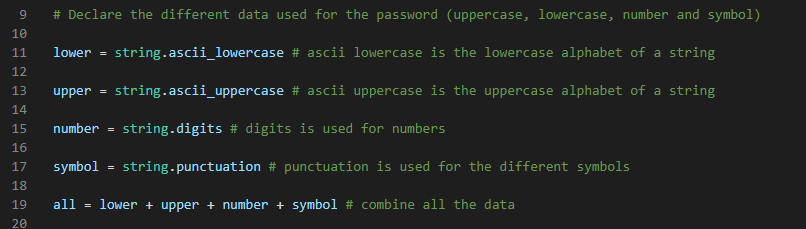 9 # Declare the different data used for the password (uppercase, lowercase, number and symbol)
10
11 lower = string.ascii_lowercase # ascii lowercase is the lowercase alphabet of a string
12
13 upper = string.ascii_uppercase # ascii uppercase is the uppercase alphabet of a string
14
15 number = string.digits # digits is used for numbers
16
17 symbol = string.punctuation # punctuation is used for the different symbols
18
19 all = lower + upper + number + symbol # combine all the data
20